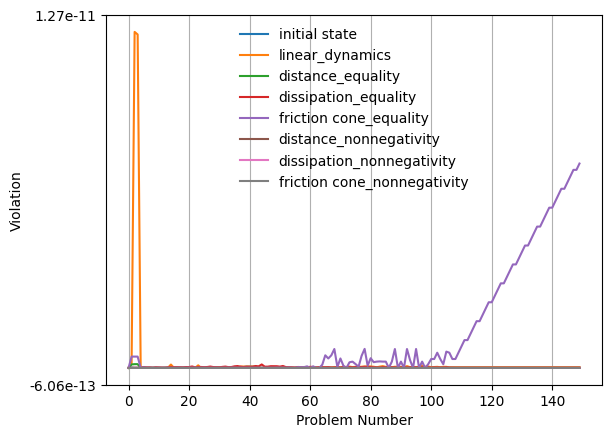 1.27e-11
initial state
linear_dynamics
distance_equality
dissipation_equality
friction cone_equality
distance_nonnegativity
dissipation_nonnegativity
friction cone_nonnegativity
Violation
-6.06e-13
0 20 40 60 80 100 120 140
Problem Number